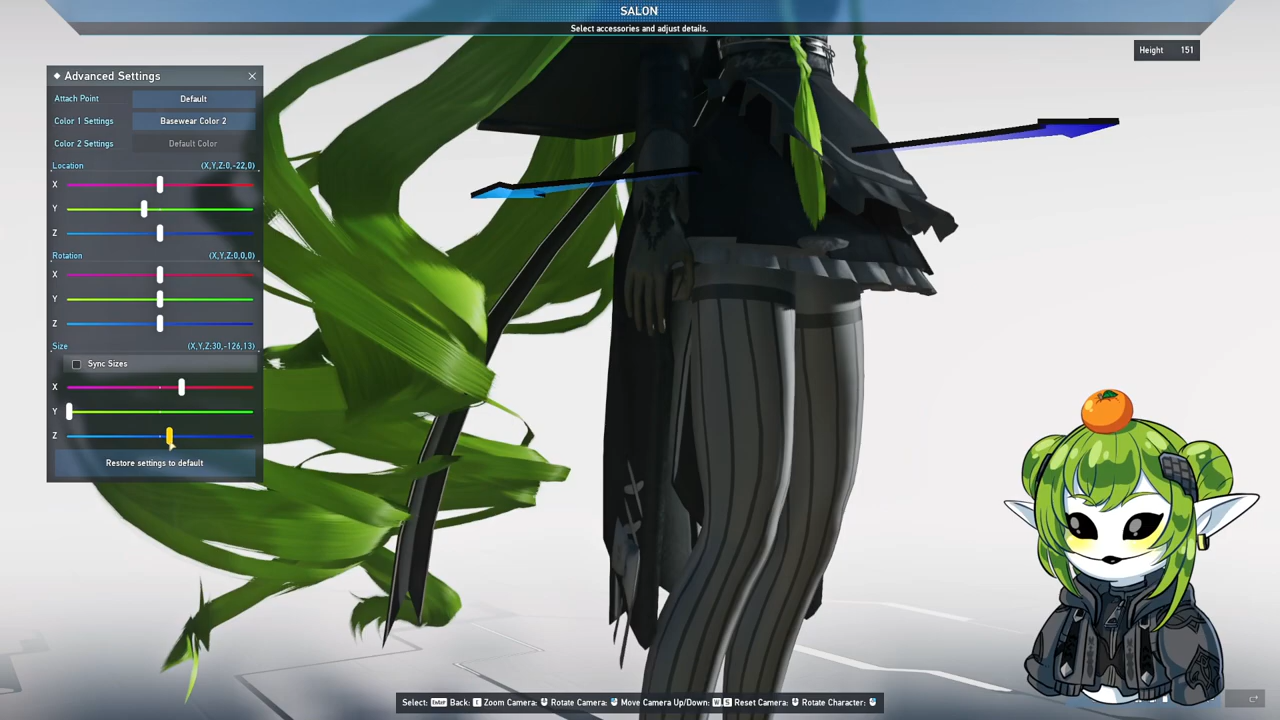 SALON
Select accessories and adjust details.
Height 151
Advanced Settings
Attach Point Default
Color 1 Settings Basewear Color 2
Color 2 Settings Default Color
Location (X,Y,Z:0,-22,0)
X
Y
Z
Rotation (X,Y,Z:0,0,0)
X
Y
Z
Size (X,Y,Z:30,-126,13)
Sync Sizes
X
Y
Z
Restore settings to default
Select: Enter Back: E Zoom Camera: Rotate Camera: Move Camera Up/Down: W, S Reset Camera: Rotate Character: